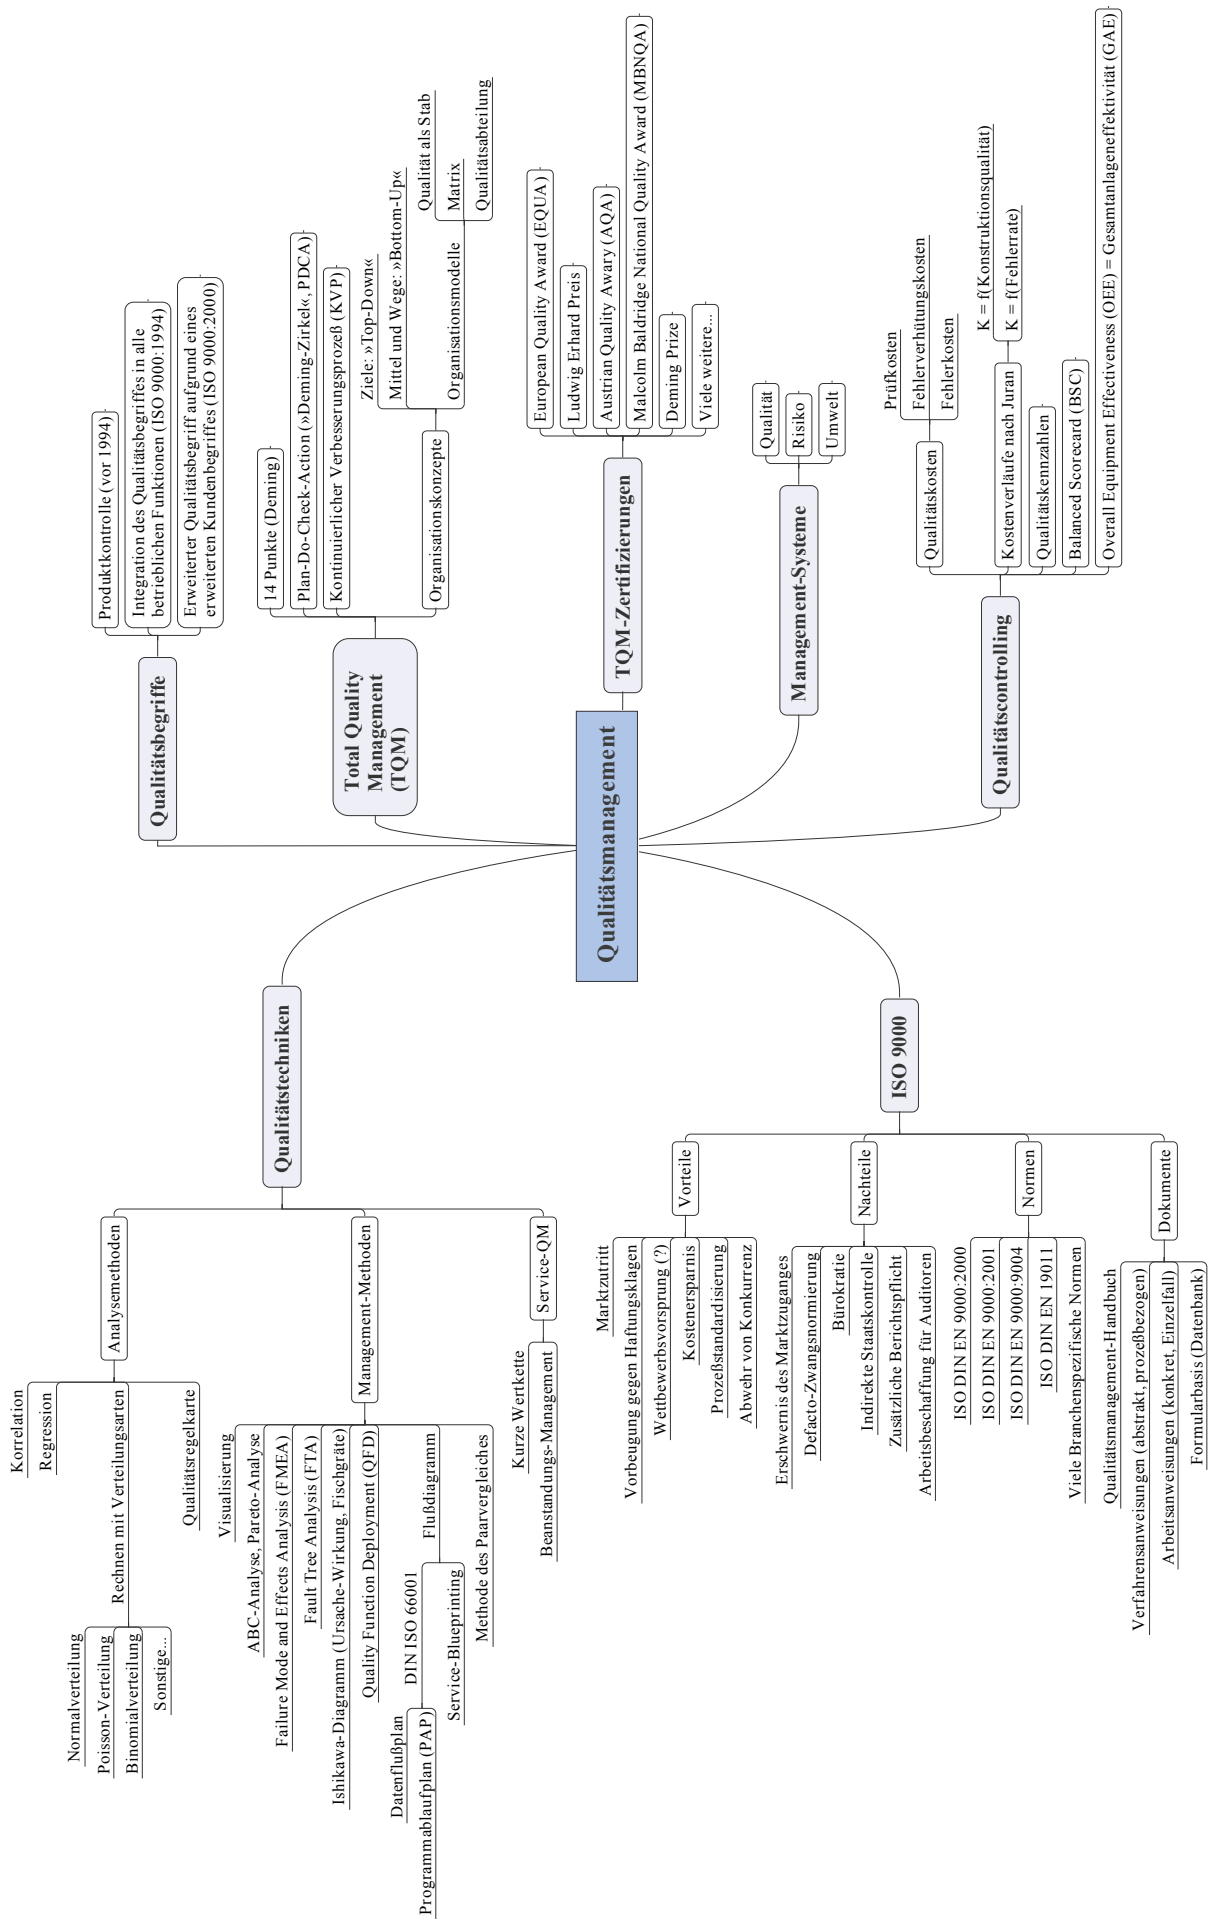 Qualitätsmanagement
Qualitätsbegriffe
Produktkontrolle (vor 1994)
Integration des Qualitätsbegriffes in alle
betrieblichen Funktionen (ISO 9000:1994)
Erweiterter Qualitätsbegriff aufgrund eines
erweiterten Kundenbegriffes (ISO 9000:2000)
Total Quality
Management
(TQM)
14 Punkte (Deming)
Plan-Do-Check-Action (»Deming-Zirkel«, PDCA)
Kontinuierlicher Verbesserungsprozeß (KVP)
Organisationskonzepte
Ziele: »Top-Down«
Mittel und Wege: »Bottom-Up«
Organisationsmodelle
Qualität als Stab
Matrix
Qualitätsabteilung
TQM-Zertifizierungen
European Quality Award (EQUA)
Ludwig Erhard Preis
Austrian Quality Awary (AQA)
Malcolm Baldridge National Quality Award (MBNQA)
Deming Prize
Viele weitere...
Management-Systeme
Qualität
Risiko
Umwelt
Qualitätscontrolling
Qualitätskosten
Prüfkosten
Fehlerverhütungskosten
Fehlerkosten
Kostenverläufe nach Juran
K = f(Konstruktionsqualität)
K = f(Fehlerrate)
Qualitätskennzahlen
Balanced Scorecard (BSC)
Overall Equipment Effectiveness (OEE) = Gesamtanlageneffektivität (GAE)
Qualitätstechniken
Analysemethoden
Korrelation
Regression
Rechnen mit Verteilungsarten
Normalverteilung
Poisson-Verteilung
Binomialverteilung
Sonstige...
Qualitätsregelkarte
Management-Methoden
Visualisierung
ABC-Analyse, Pareto-Analyse
Failure Mode and Effects Analysis (FMEA)
Fault Tree Analysis (FTA)
Ishikawa-Diagramm (Ursache-Wirkung, Fischgräte)
Quality Function Deployment (QFD)
Flußdiagramm
DIN ISO 66001
Datenflußplan
Programmablaufplan (PAP)
Service-Blueprinting
Methode des Paarvergleiches
Service-QM
Kurze Wertkette
Beanstandungs-Management
ISO 9000
Vorteile
Marktzutritt
Vorbeugung gegen Haftungsklagen
Wettbewerbsvorsprung (?)
Kostenersparnis
Prozeßstandardisierung
Abwehr von Konkurrenz
Nachteile
Erschwernis des Marktzuganges
Defacto-Zwangsnormierung
Bürokratie
Indirekte Staatskontrolle
Zusätzliche Berichtspflicht
Arbeitsbeschaffung für Auditoren
Normen
ISO DIN EN 9000:2000
ISO DIN EN 9000:2001
ISO DIN EN 9000:9004
ISO DIN EN 19011
Viele Branchenspezifische Normen
Dokumente
Qualitätsmanagement-Handbuch
Verfahrensanweisungen (abstrakt, prozeßbezogen)
Arbeitsanweisungen (konkret, Einzelfall)
Formularbasis (Datenbank)